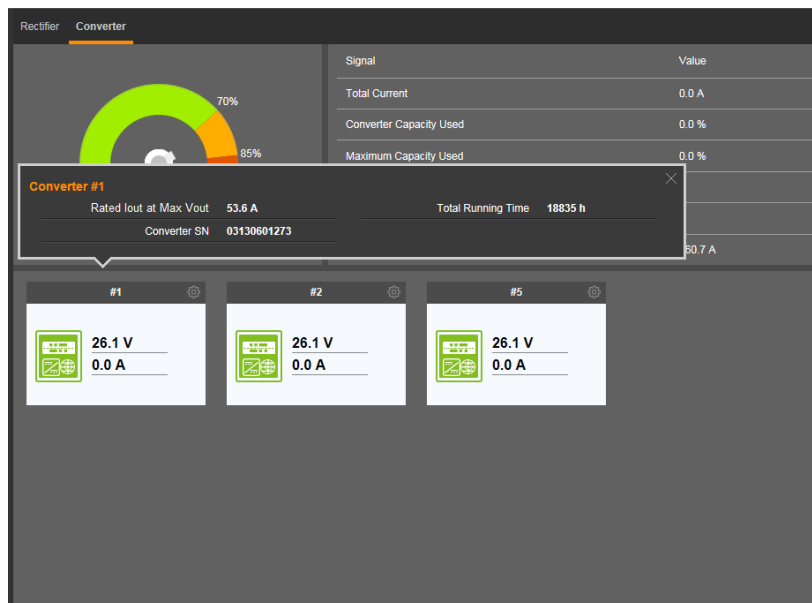 Rectifier Converter
Signal Value
70%
Total Current 0.0 A
Converter Capacity Used 0.0 %
85%
Maximum Capacity Used 0.0 %
Converter #1
Rated Iout at Max Vout 53.6 A Total Running Time 18835 h
Converter SN 03130601273
60.7 A
#1 #2 #5
26.1 V 26.1 V 26.1 V
0.0 A 0.0 A 0.0 A